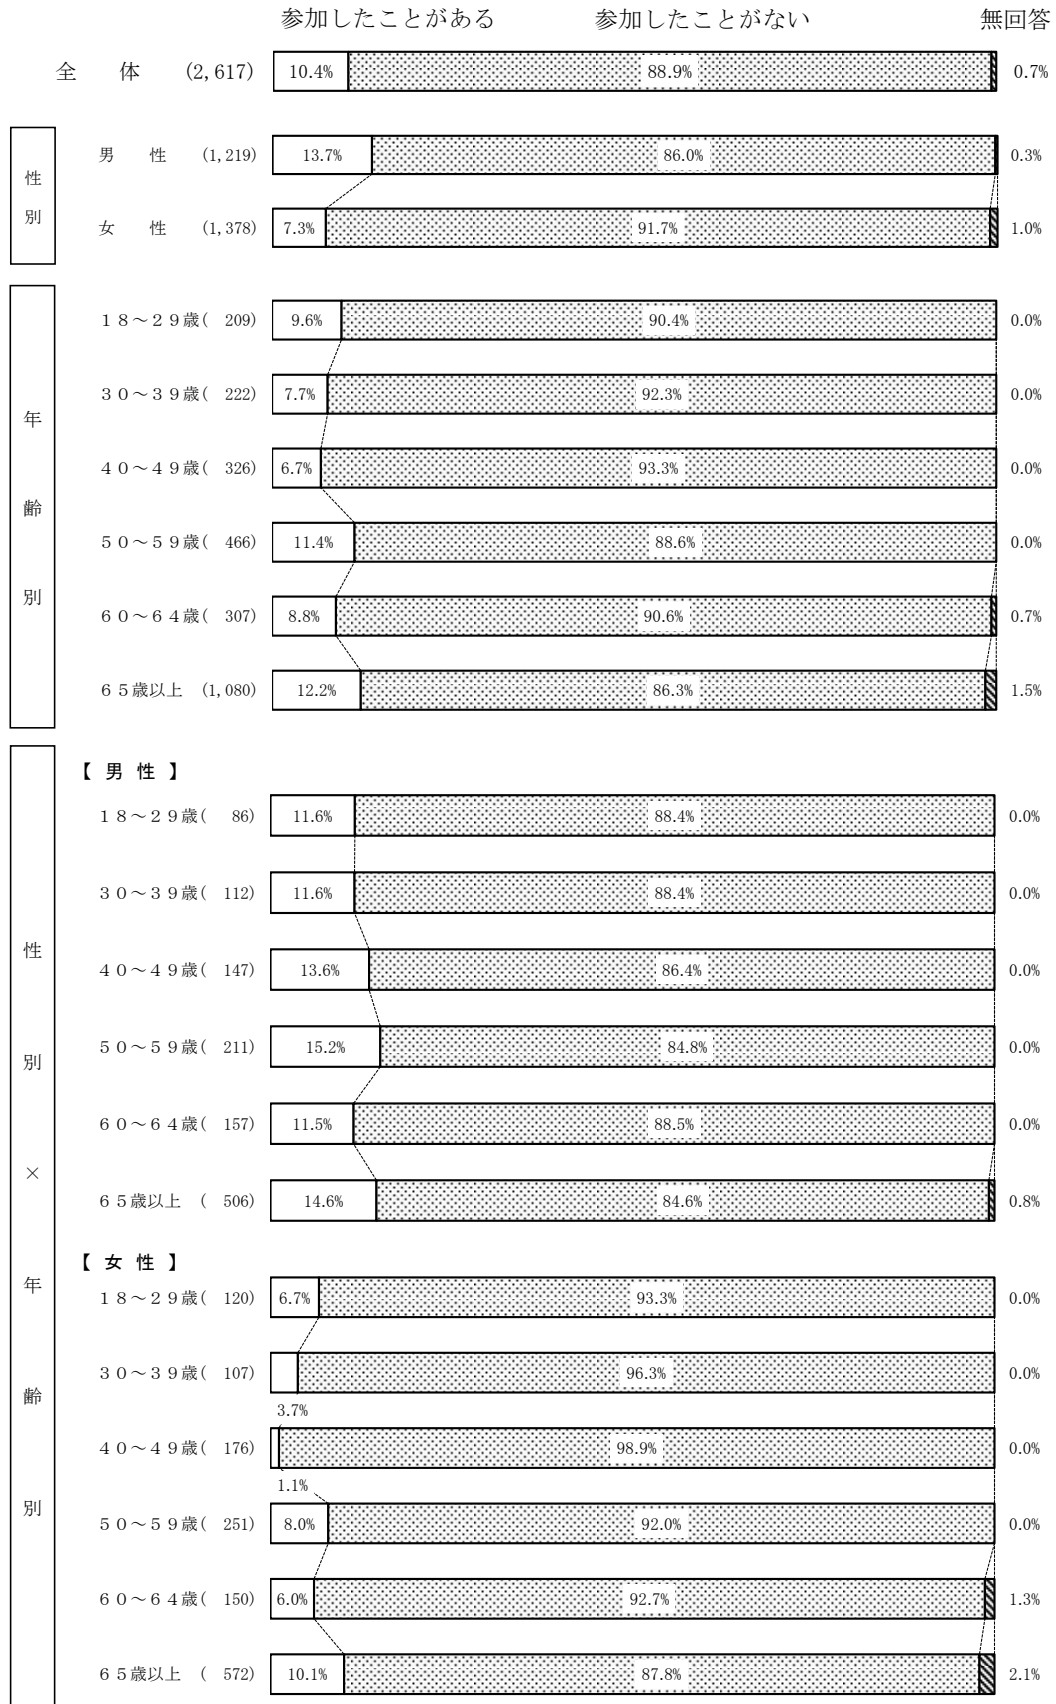 参加したことがある 参加したことがない 無回答
全 体 (2,617) 10.4% 88.9% 0.7%
性別
男 性 (1,219) 13.7% 86.0% 0.3%
女 性 (1,378) 7.3% 91.7% 1.0%
年齢別
18～29歳( 209) 9.6% 90.4% 0.0%
30～39歳( 222) 7.7% 92.3% 0.0%
40～49歳( 326) 6.7% 93.3% 0.0%
50～59歳( 466) 11.4% 88.6% 0.0%
60～64歳( 307) 8.8% 90.6% 0.7%
65歳以上 (1,080) 12.2% 86.3% 1.5%
性別×年齢別
【 男 性 】
18～29歳( 86) 11.6% 88.4% 0.0%
30～39歳( 112) 11.6% 88.4% 0.0%
40～49歳( 147) 13.6% 86.4% 0.0%
50～59歳( 211) 15.2% 84.8% 0.0%
60～64歳( 157) 11.5% 88.5% 0.0%
65歳以上 ( 506) 14.6% 84.6% 0.8%
【 女 性 】
18～29歳( 120) 6.7% 93.3% 0.0%
30～39歳( 107) 96.3% 0.0%
3.7%
40～49歳( 176) 98.9% 0.0%
1.1%
50～59歳( 251) 8.0% 92.0% 0.0%
60～64歳( 150) 6.0% 92.7% 1.3%
65歳以上 ( 572) 10.1% 87.8% 2.1%